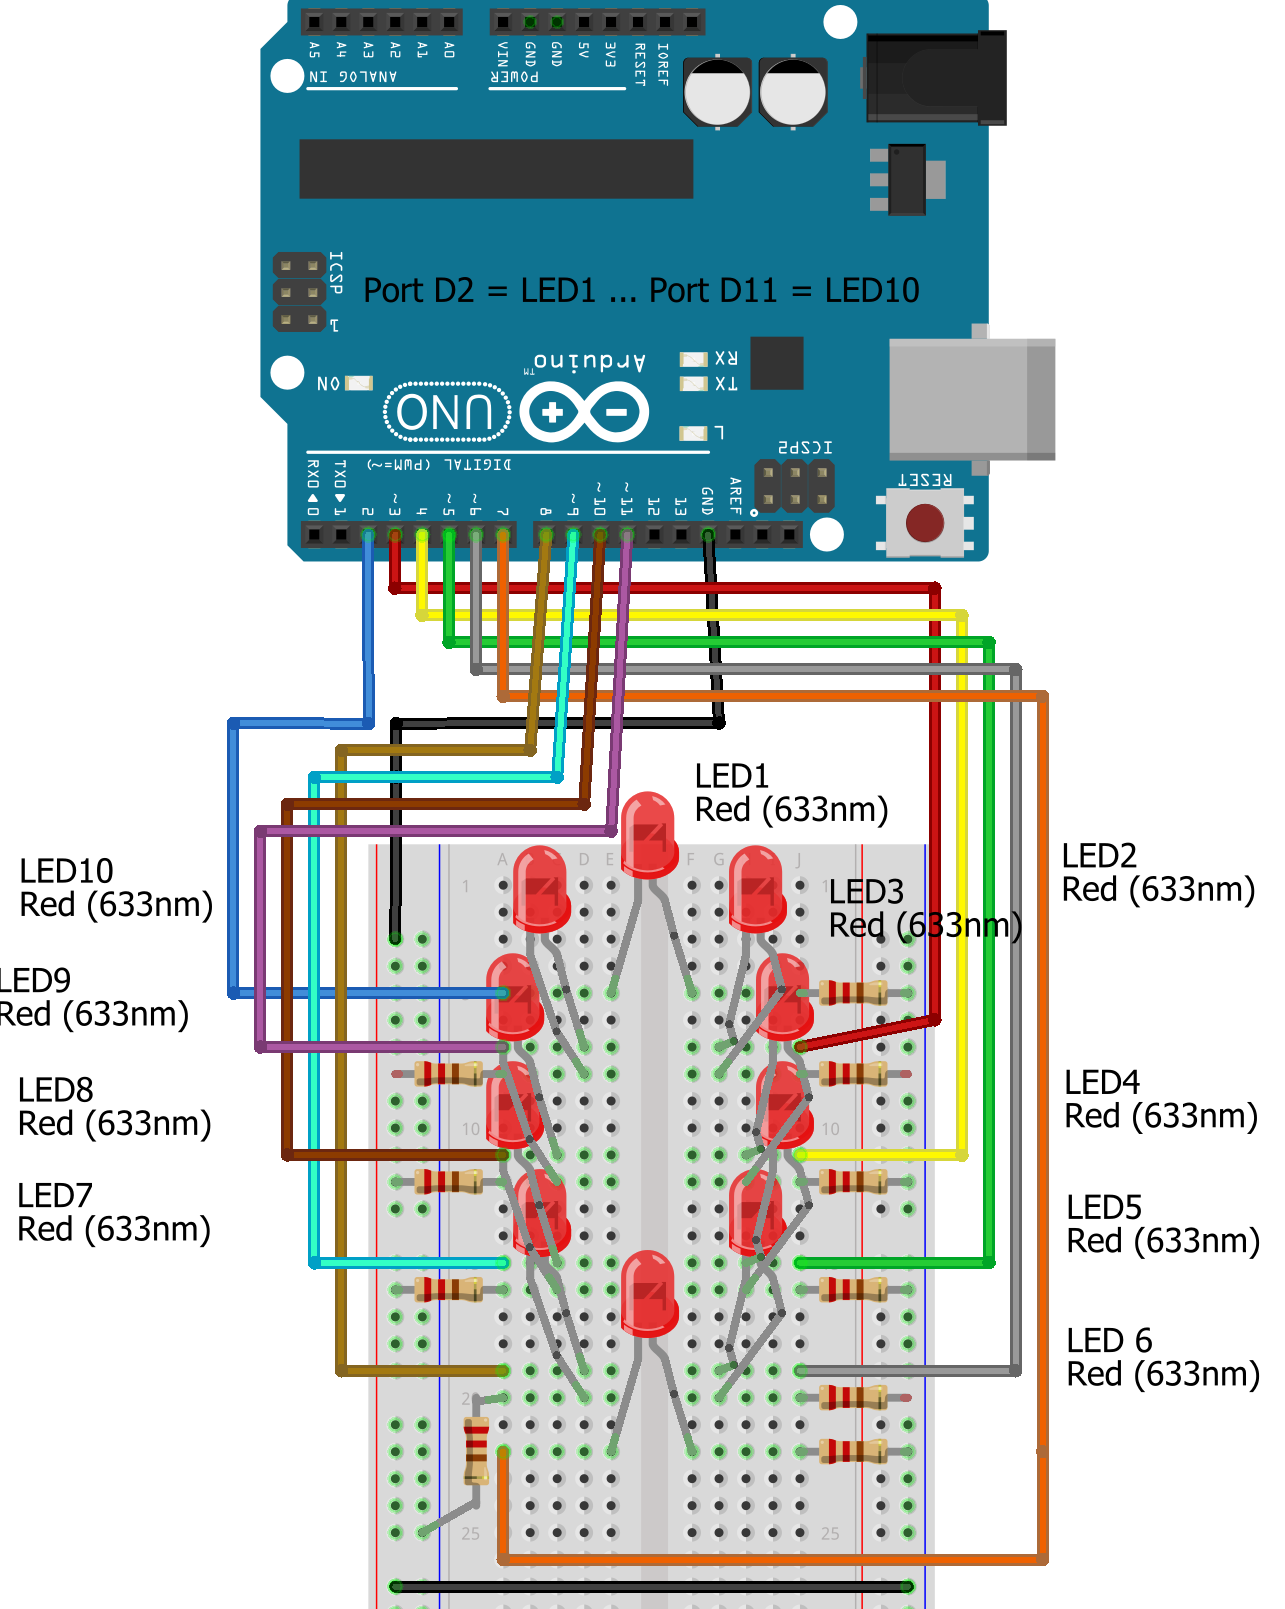 A5 A4 A3 A2 A1 A0
VIN GND GND 5V 3V3 RESET IOREF
ANALOG IN
POWER
ICSP
1
Port D2 = LED1 ... Port D11 = LED10
Arduino
TM
RX
TX
ON
UNO
L
ICSP2
DIGITAL (PWM=~)
RESET
RX0 0 TX0 1 2 ~3 4 ~5 ~6 7 8 ~9 ~10 ~11 12 13 GND AREF
LED1
Red (633nm)
LED10
Red (633nm)
LED2
Red (633nm)
A D E F G J
1
LED3
Red (633nm)
LED9
Red (633nm)
LED8
Red (633nm)
LED4
Red (633nm)
10 10
LED7
Red (633nm)
LED5
Red (633nm)
LED 6
Red (633nm)
25 25